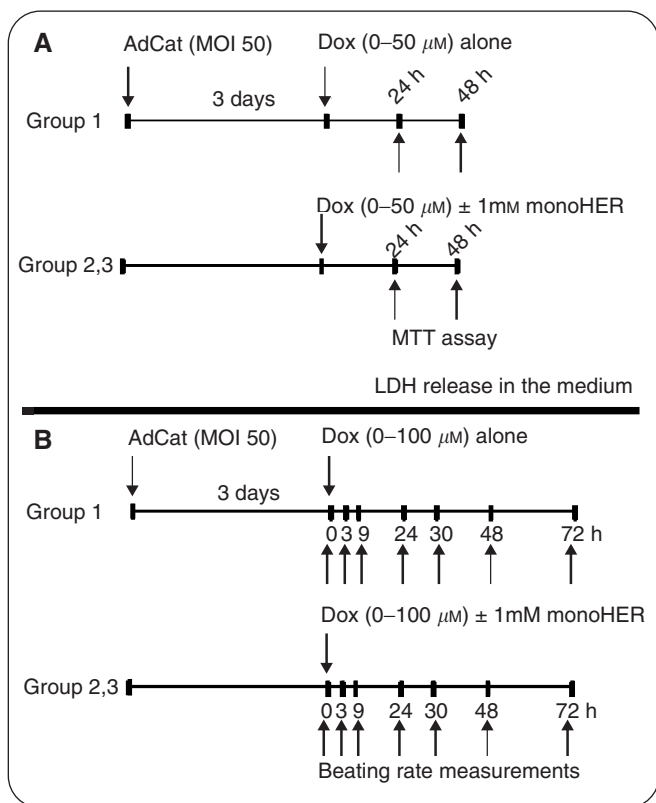 A
AdCat (MOI 50)
Dox (0–50 μM) alone
3 days
24 h
48 h
Group 1
Dox (0–50 μM) ± 1mM monoHER
24 h
48 h
Group 2,3
MTT assay
LDH release in the medium
B
AdCat (MOI 50)
Dox (0–100 μM) alone
3 days
Group 1
0 3 9 24 30 48 72 h
Dox (0–100 μM) ± 1mM monoHER
Group 2,3
0 3 9 24 30 48 72 h
Beating rate measurements